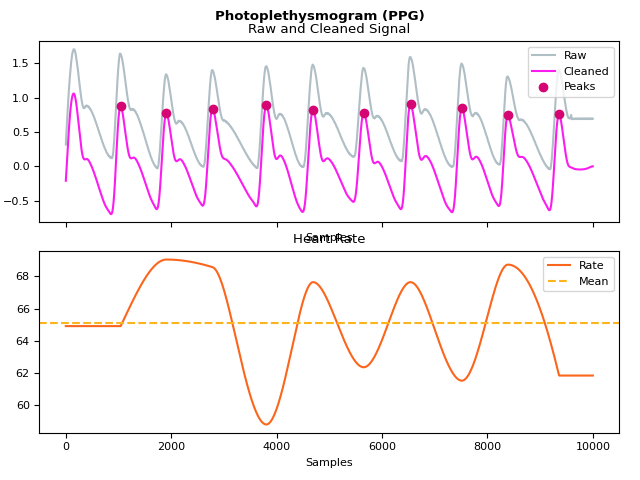 Photoplethysmogram (PPG)
Raw and Cleaned Signal
Raw
Cleaned
Peaks
1.5
1.0
0.5
0.0
−0.5
Samples
Heart Rate
Rate
Mean
68
66
64
62
60
0 2000 4000 6000 8000 10000
Samples